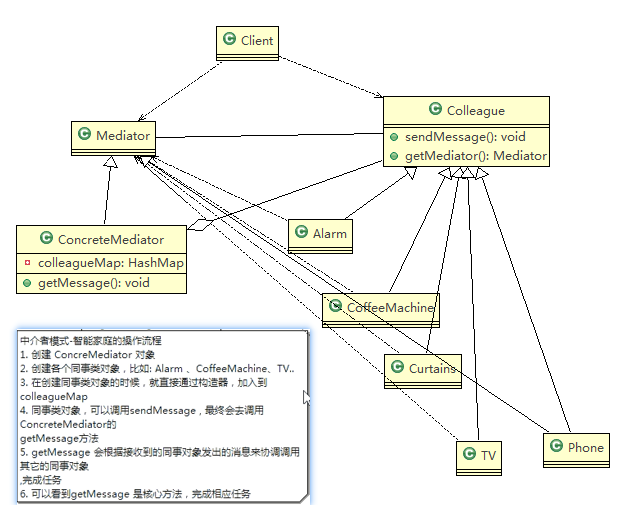 Client
Mediator
Colleague
sendMessage(): void
getMediator(): Mediator
ConcreteMediator
colleagueMap: HashMap
getMessage(): void
Alarm
CoffeeMachine
Curtains
TV
Phone
中介者模式-智能家庭的操作流程
1. 创建 ConcreMediator 对象
2. 创建各个同事类对象，比如: Alarm 、CoffeeMachine、TV..
3. 在创建同事类对象的时候，就直接通过构造器，加入到
colleagueMap
4. 同事类对象，可以调用sendMessage，最终会去调用
ConcreteMediator的
getMessage方法
5. getMessage 会根据接收到的同事对象发出的消息来协调调用
其它的同事对象
,完成任务
6. 可以看到getMessage 是核心方法，完成相应任务